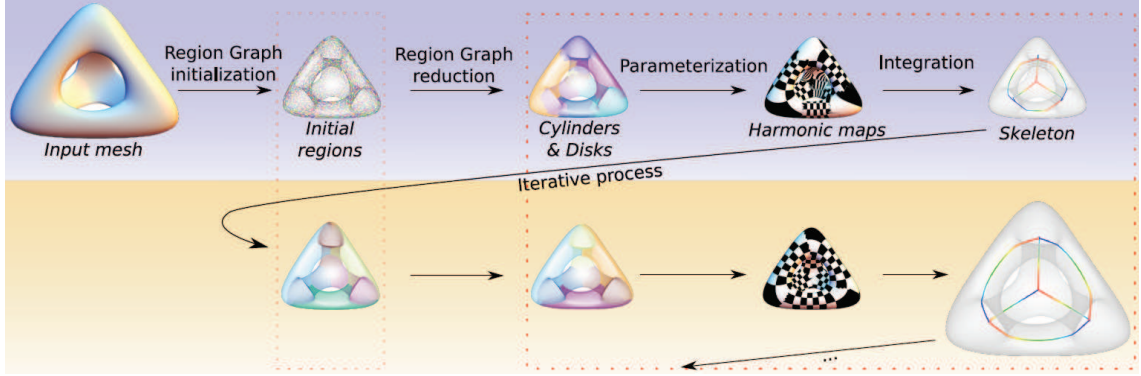 Region Graph
initialization
Region Graph
reduction
Parameterization
Integration
Input mesh
Initial
regions
Cylinders
& Disks
Harmonic maps
Skeleton
Iterative process
...